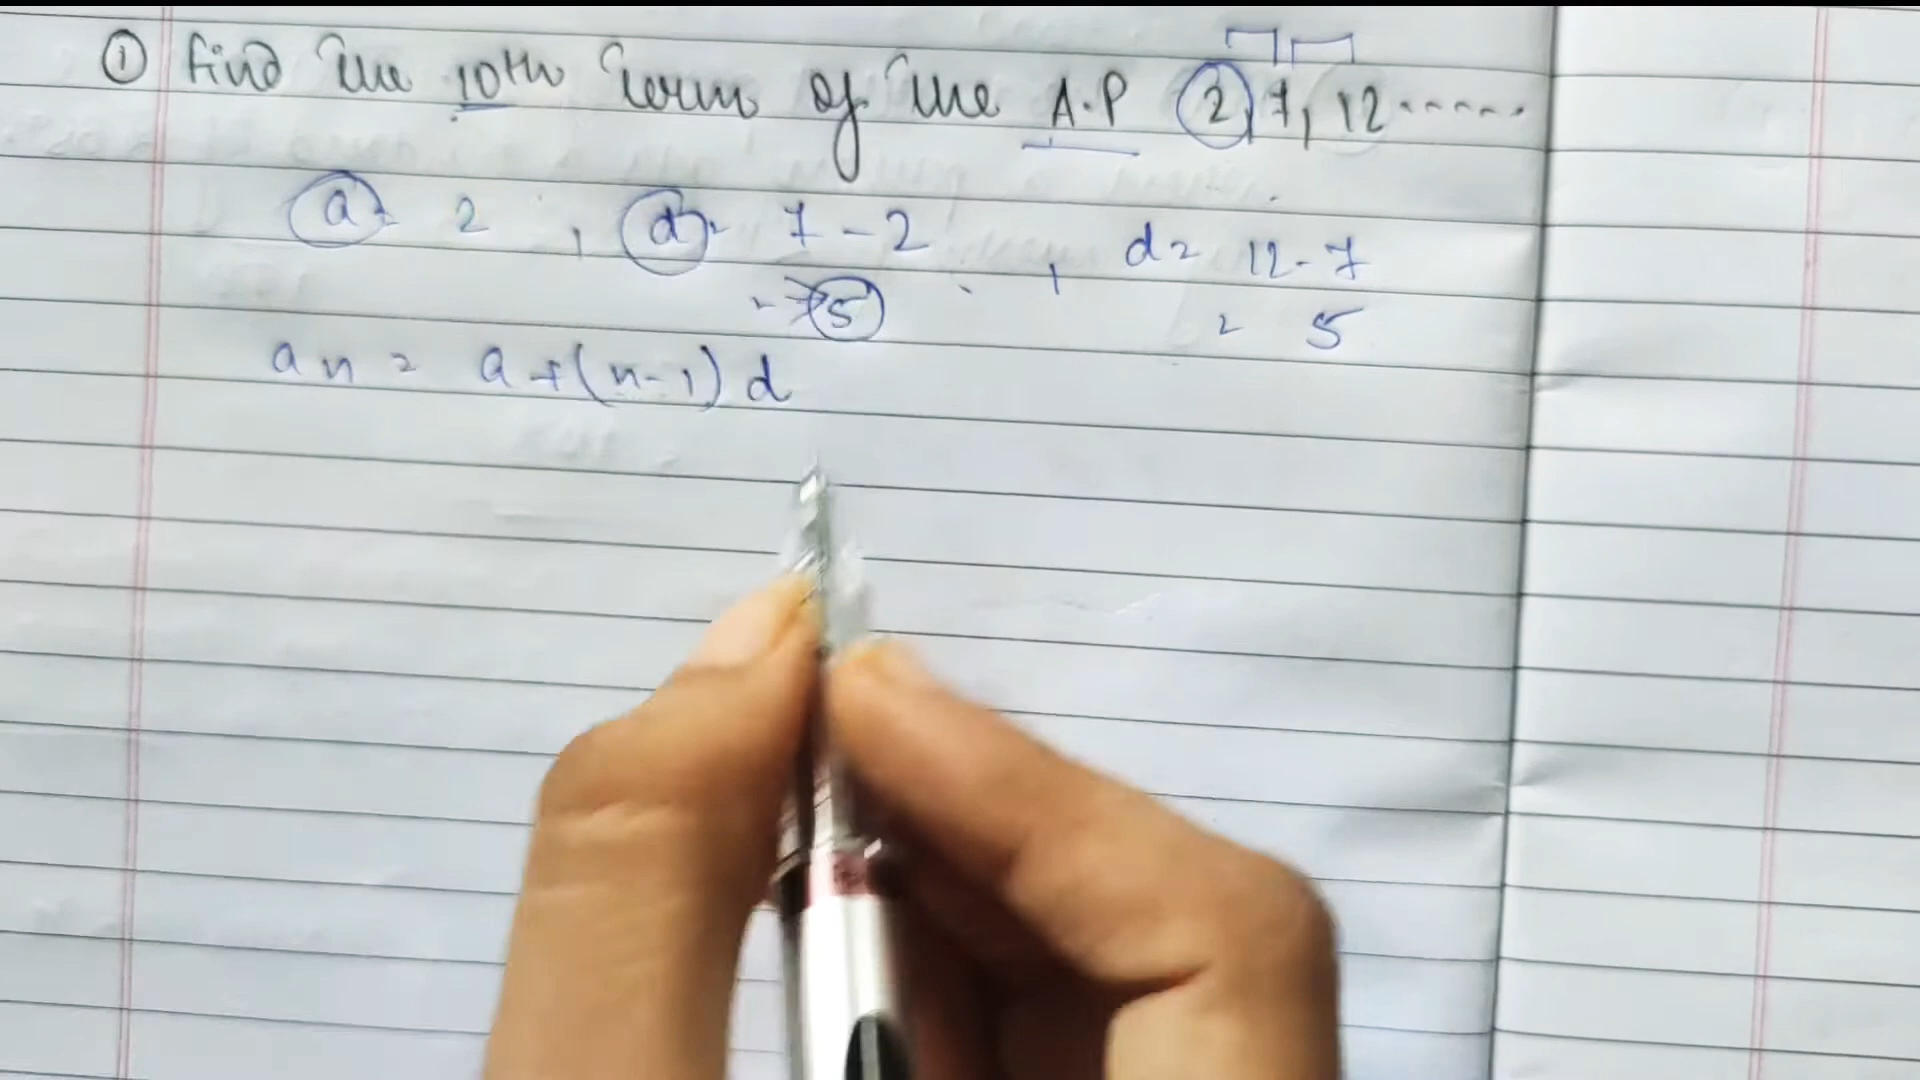 ① find the 10th term of the A.P 2, 7, 12.....
a = 2 , d = 7 - 2 , d = 12 - 7
= 5 = 5
an = a + (n-1) d